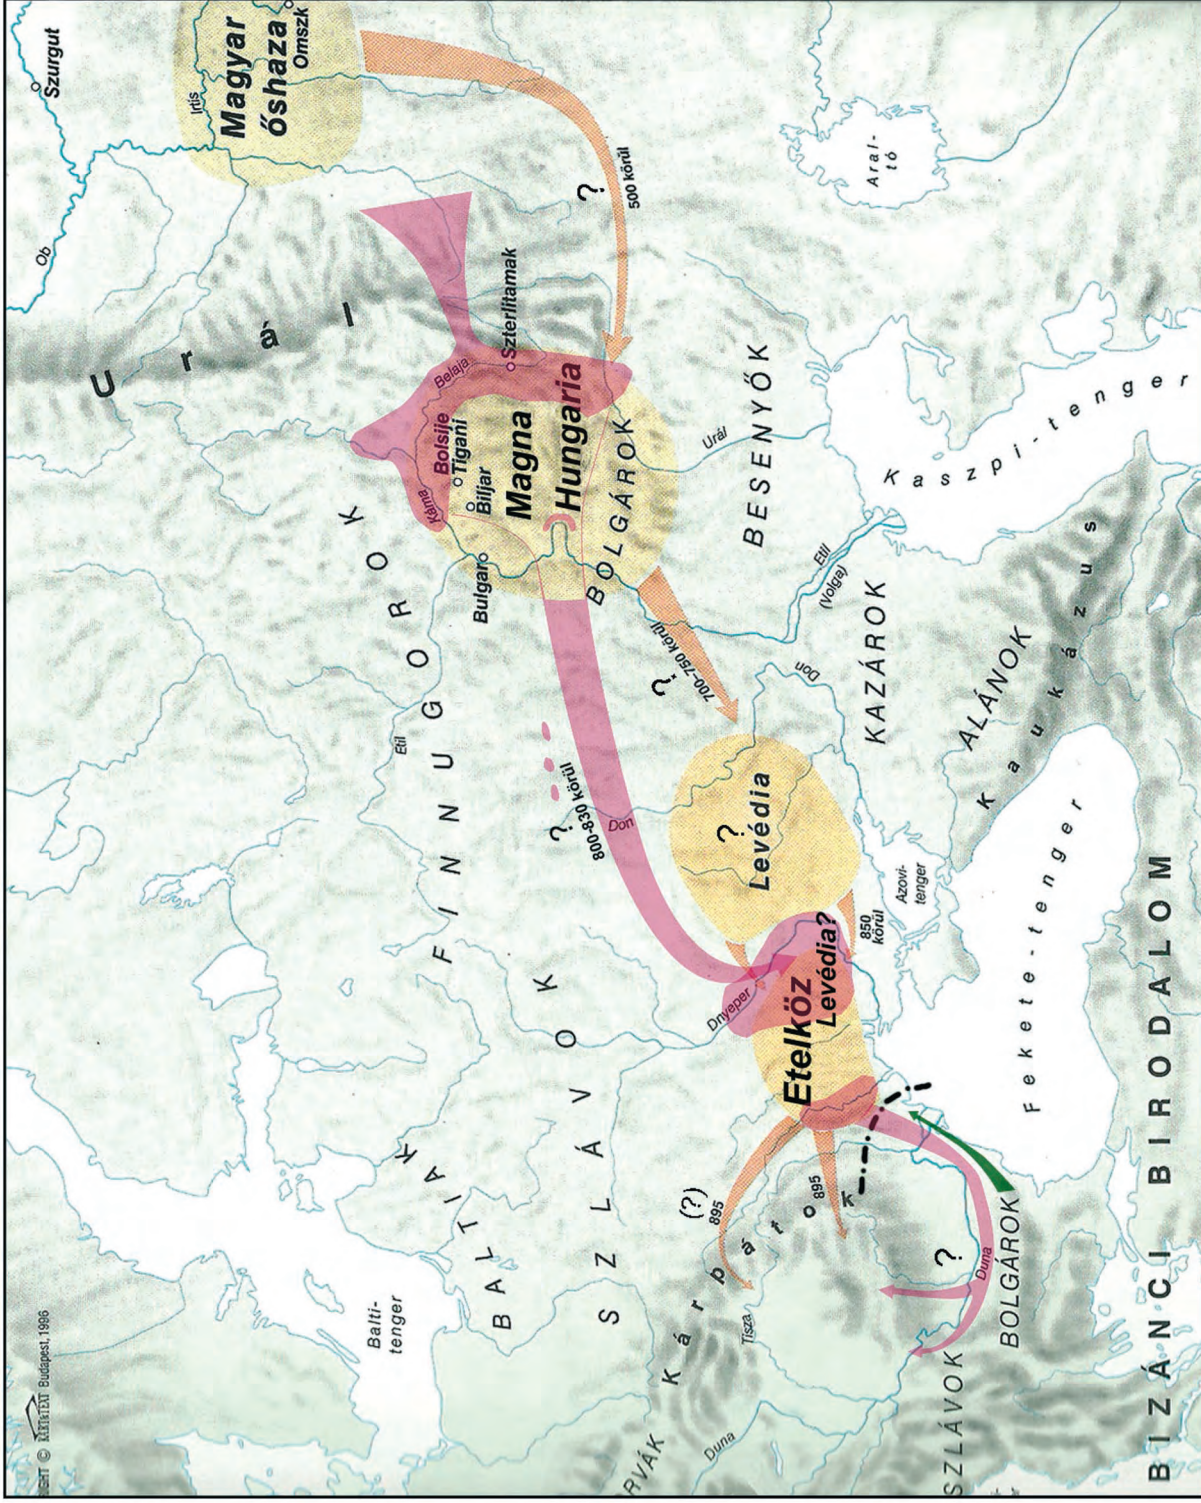 IGHT © Budapest, 1996
Ob
Szurgut
Ural
Irtis
Magyar
őshaza
Omszk
FINNUGOROK
Balti-
tenger
BALTIAK
Etil
Káma
Bolsije
Tigani
Belaja
Biljar
Bulgar
Szterlitamak
Magna
Hungaria
SZLÁVOK
?
800-830 körül
Don
?
500 körül
BOLGÁROK
ORVÁK
Kárpátok
(?)
895
Tisza
Duna
Dnyeper
?
700-750 körül
Urál
BESENYŐK
?
Levédia
Etelköz
Levédia?
895
850
körül
Don
Etil
(Volga)
Aral-
tó
KAZÁROK
Azovi-
tenger
Kaszpi-tenger
SZLÁVOK
?
Duna
BOLGÁROK
ALÁNOK
Kaukázus
Fekete-tenger
BIZÁNCI BIRODALOM